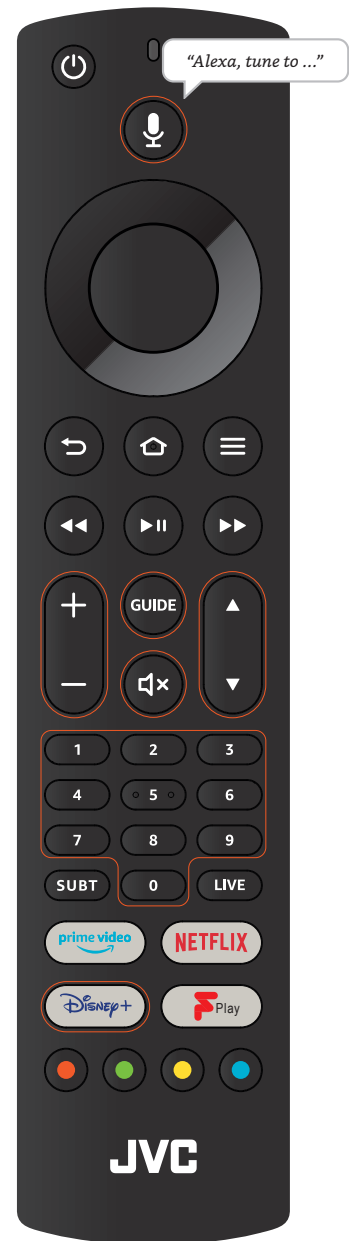 “Alexa, tune to ...”
GUIDE
1 2 3
4 5 6
7 8 9
SUBT 0 LIVE
prime video NETFLIX
Disney+ FPlay
JVC